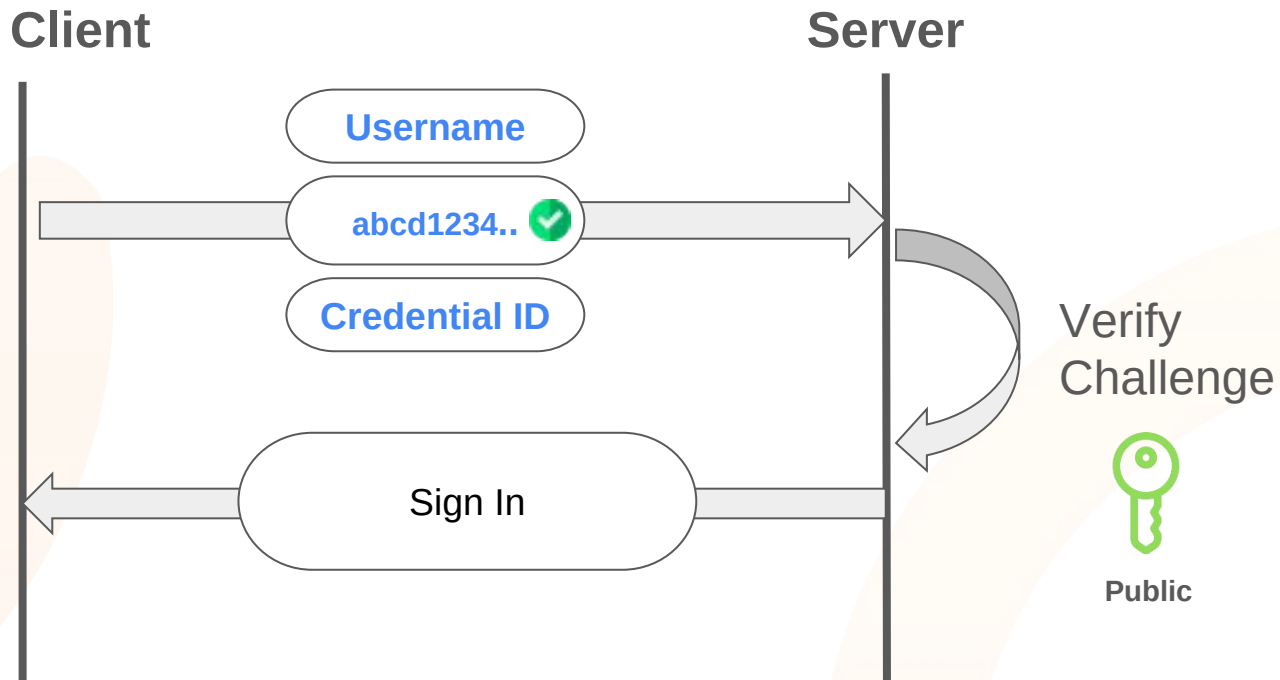 Client
Server
Username
abcd1234..
Credential ID
Verify
Challenge
Sign In
Public